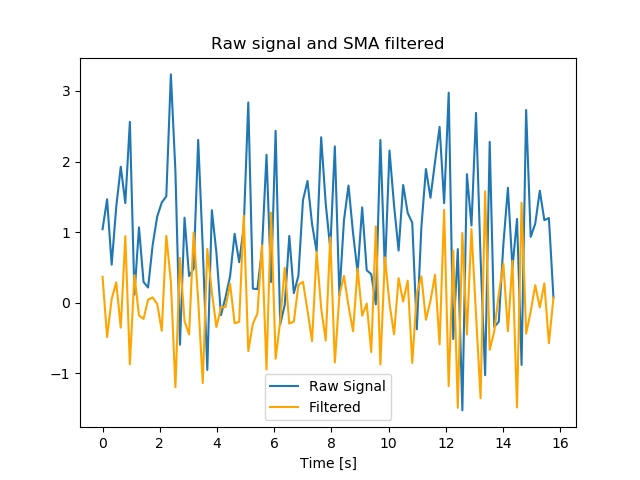 Raw signal and SMA filtered
3
2
1
0
−1
0 2 4 6 8 10 12 14 16
Time [s]
Raw Signal
Filtered